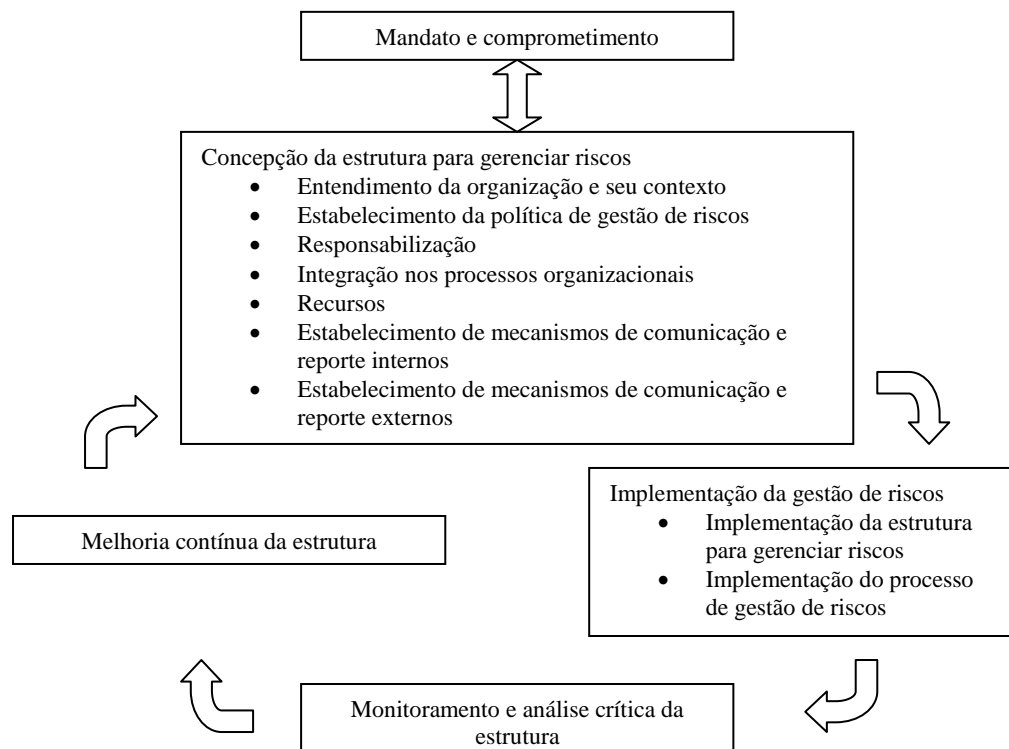 Mandato e comprometimento
Concepção da estrutura para gerenciar riscos
• Entendimento da organização e seu contexto
• Estabelecimento da política de gestão de riscos
• Responsabilização
• Integração nos processos organizacionais
• Recursos
• Estabelecimento de mecanismos de comunicação e
reporte internos
• Estabelecimento de mecanismos de comunicação e
reporte externos
Implementação da gestão de riscos
• Implementação da estrutura
para gerenciar riscos
• Implementação do processo
de gestão de riscos
Melhoria contínua da estrutura
Monitoramento e análise crítica da
estrutura